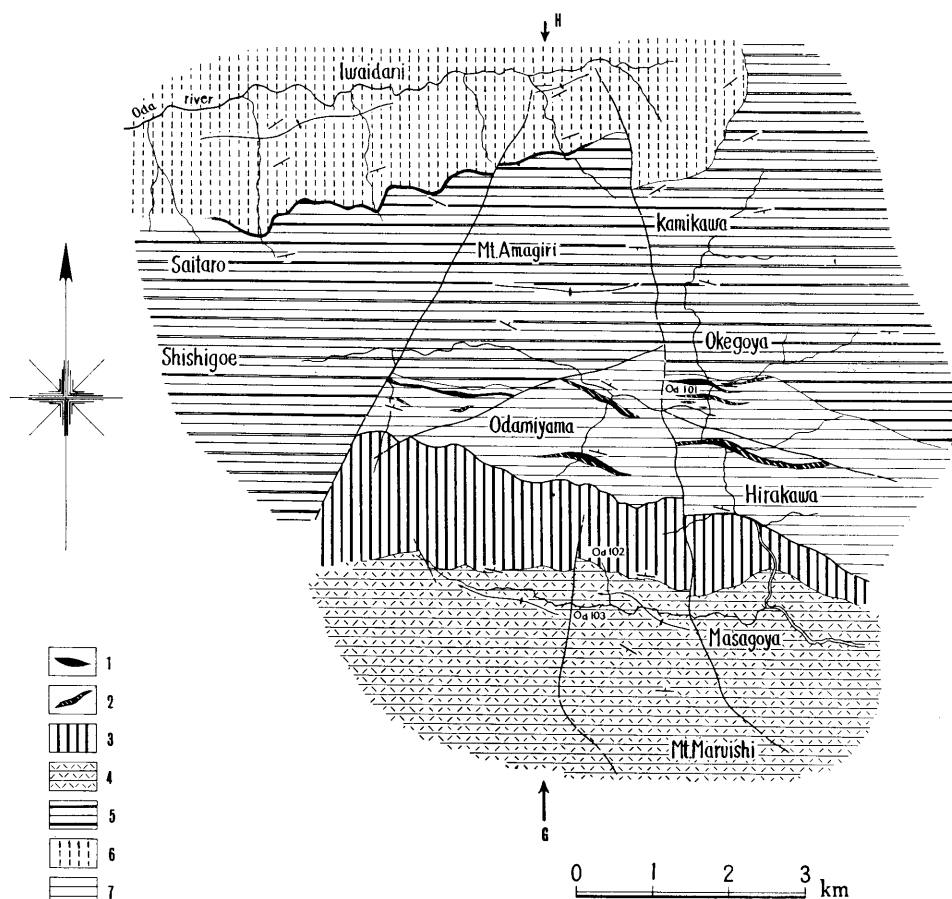 H
Iwaidani
Oda river
Kamikawa
Mt. Amagiri
Saitaro
Okegoya
Shishigoe
Od 101
Odamiyama
Hirakawa
Od 102
Od 103
Masagoya
Mt. Maruishi
G
1
2
3
4
5
6
7
0 1 2 3 km